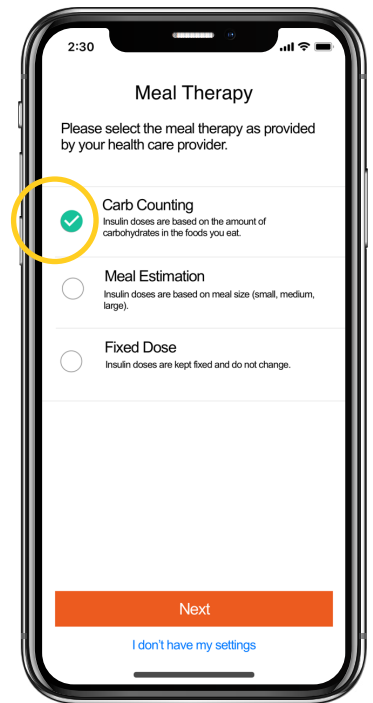 2:30
Meal Therapy
Please select the meal therapy as provided
by your health care provider.
Carb Counting
Insulin doses are based on the amount of
carbohydrates in the foods you eat.
Meal Estimation
Insulin doses are based on meal size (small, medium,
large).
Fixed Dose
Insulin doses are kept fixed and do not change.
Next
I don't have my settings